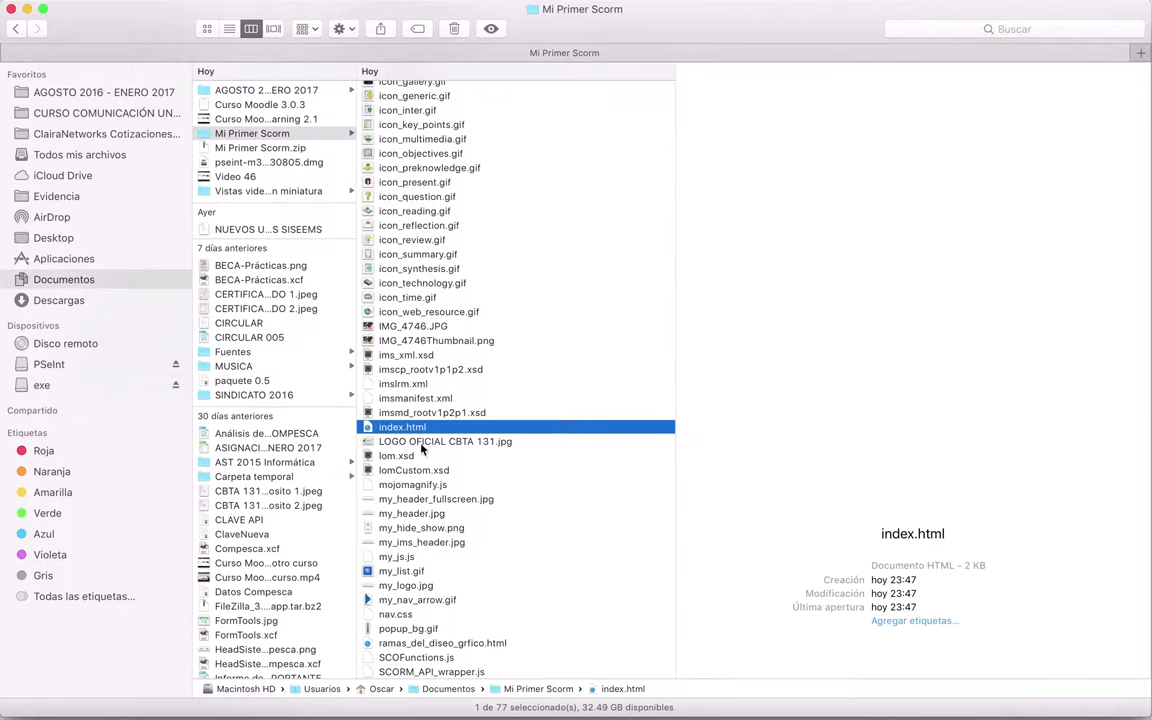 Mi Primer Scorm
Buscar
Mi Primer Scorm
Favoritos
AGOSTO 2016 - ENERO 2017
CURSO COMUNICACIÓN UN...
ClairaNetworks Cotizaciones...
Todos mis archivos
iCloud Drive
Evidencia
AirDrop
Desktop
Aplicaciones
Documentos
Descargas
Dispositivos
Disco remoto
PSeInt
exe
Compartido
Etiquetas
Roja
Naranja
Amarilla
Verde
Azul
Violeta
Gris
Todas las etiquetas...
Hoy
AGOSTO 2...ERO 2017
Curso Moodle 3.0.3
Curso Moo...arning 2.1
Mi Primer Scorm
Mi Primer Scorm.zip
pseint-m3...30805.dmg
Video 46
Vistas vide...n miniatura
Ayer
NUEVOS U...S SISEEMS
7 días anteriores
BECA-Prácticas.png
BECA-Prácticas.xcf
CERTIFICA...DO 1.jpeg
CERTIFICA...DO 2.jpeg
CIRCULAR
CIRCULAR 005
Fuentes
MUSICA
paquete 0.5
SINDICATO 2016
30 días anteriores
Análisis de...OMPESCA
ASIGNACI...NERO 2017
AST 2015 Informática
Carpeta temporal
CBTA 131...osito 1.jpeg
CBTA 131...osito 2.jpeg
CLAVE API
ClaveNueva
Compesca.xcf
Curso Moo...otro curso
Curso Moo...curso.mp4
Datos Compesca
FileZilla_3....app.tar.bz2
FormTools.jpg
FormTools.xcf
HeadSiste...pesca.png
HeadSiste...mpesca.xcf
Informe de...OMPESCA
Hoy
icon_gallery.gif
icon_generic.gif
icon_inter.gif
icon_key_points.gif
icon_multimedia.gif
icon_objectives.gif
icon_preknowledge.gif
icon_present.gif
icon_question.gif
icon_reading.gif
icon_reflection.gif
icon_review.gif
icon_summary.gif
icon_synthesis.gif
icon_technology.gif
icon_time.gif
icon_web_resource.gif
IMG_4746.JPG
IMG_4746Thumbnail.png
ims_xml.xsd
imscp_rootv1p1p2.xsd
imslrm.xml
imsmanifest.xml
imsmd_rootv1p2p1.xsd
index.html
LOGO OFICIAL CBTA 131.jpg
lom.xsd
lomCustom.xsd
mojomagnify.js
my_header_fullscreen.jpg
my_header.jpg
my_hide_show.png
my_ims_header.jpg
my_js.js
my_list.gif
my_logo.jpg
my_nav_arrow.gif
nav.css
popup_bg.gif
ramas_del_diseo_grfico.html
SCOFunctions.js
SCORM_API_wrapper.js
index.html
Documento HTML - 2 KB
Creación hoy 23:47
Modificación hoy 23:47
Última apertura hoy 23:47
Agregar etiquetas...
Macintosh HD › Usuarios › Oscar › Documentos › Mi Primer Scorm › index.html
1 de 77 seleccionado(s), 32.49 GB disponibles